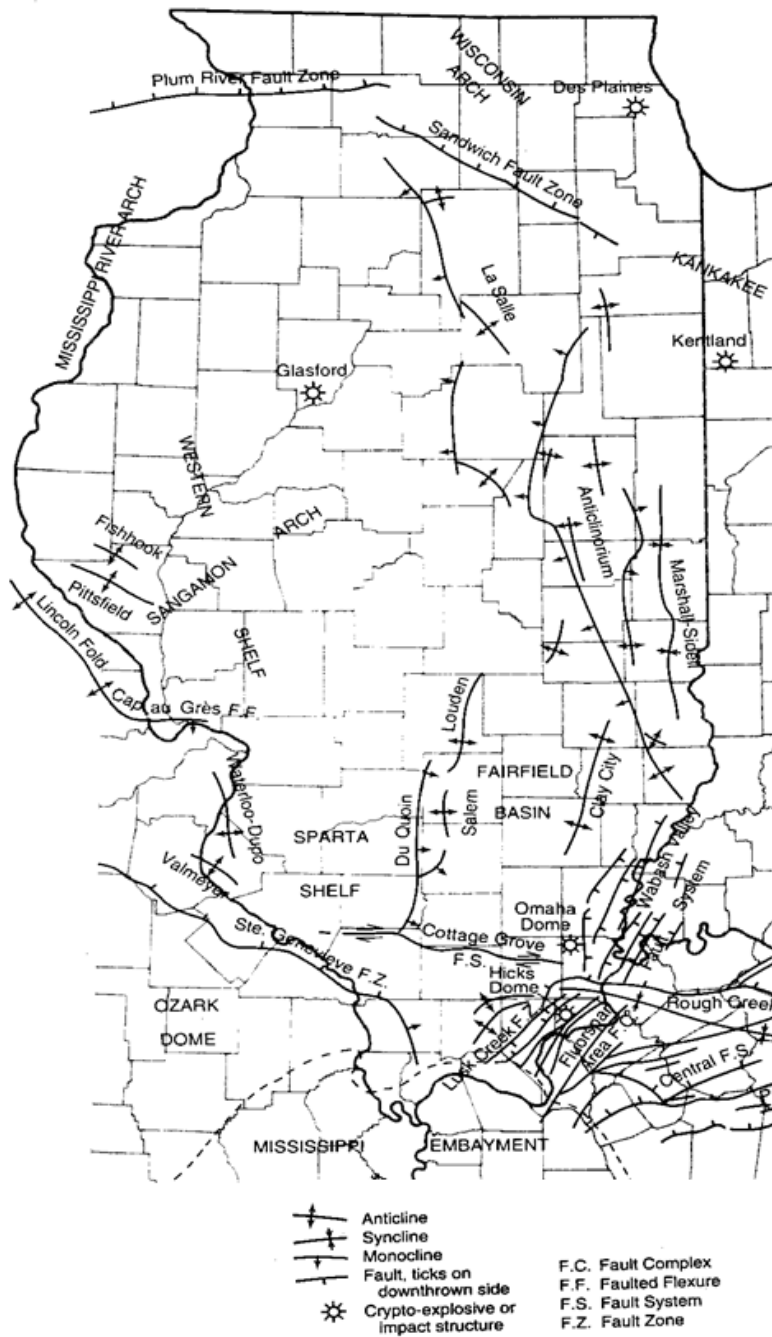 WISCONSIN
ARCH
Plum River Fault Zone
Des Plaines
Sandwich Fault Zone
MISSISSIPPI RIVER ARCH
KANKAKEE
La Salle
Kentland
Glasford
WESTERN
ARCH
Anticlinorium
Fishhook
SANGAMON
Pittsfield
Marshall-Sidell
Lincoln Fold
SHELF
Cap au Grès F.F.
Louden
FAIRFIELD
Clay City
Waterloo-Dupo
BASIN
Salem
Du Quoin
SPARTA
Wabash Valley
Valmeyer
SHELF
System
Omaha
Dome
Ste. Genevieve F.Z.
Cottage Grove
F.S.
Fault
Hicks
Dome
OZARK
DOME
Rough Creek
Lusk Creek F.Z.
Fluorspar
Area F.C.
Central F.S.
MISSISSIPPI
EMBAYMENT
Anticline
Syncline
Monocline
Fault, ticks on
downthrown side
Crypto-explosive or
impact structure
F.C. Fault Complex
F.F. Faulted Flexure
F.S. Fault System
F.Z. Fault Zone